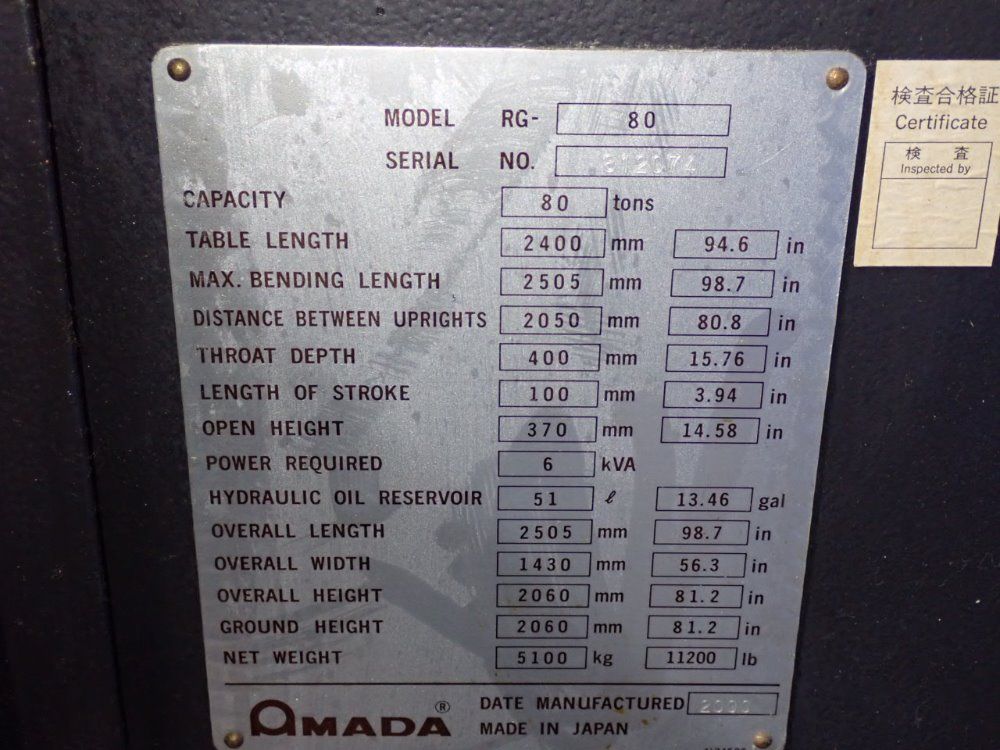 MODEL RG- 80
SERIAL NO. 812074
CAPACITY 80 tons
TABLE LENGTH 2400 mm 94.6 in
MAX. BENDING LENGTH 2505 mm 98.7 in
DISTANCE BETWEEN UPRIGHTS 2050 mm 80.8 in
THROAT DEPTH 400 mm 15.76 in
LENGTH OF STROKE 100 mm 3.94 in
OPEN HEIGHT 370 mm 14.58 in
POWER REQUIRED 6 kVA
HYDRAULIC OIL RESERVOIR 51 ℓ 13.46 gal
OVERALL LENGTH 2505 mm 98.7 in
OVERALL WIDTH 1430 mm 56.3 in
OVERALL HEIGHT 2060 mm 81.2 in
GROUND HEIGHT 2060 mm 81.2 in
NET WEIGHT 5100 kg 11200 lb
AMADA® DATE MANUFACTURED 2000
MADE IN JAPAN
検査合格証
Certificate
検査
Inspected by